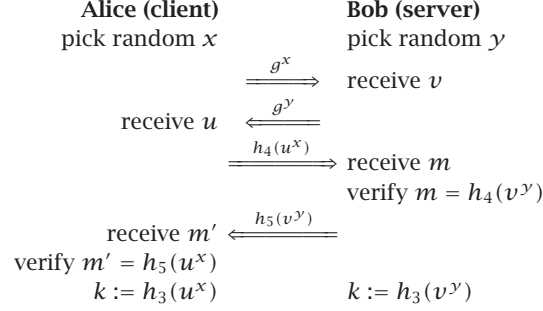 Alice (client) Bob (server)
pick random x pick random y
g^x
receive v
g^y
receive u
h_4(u^x)
receive m
verify m = h_4(v^y)
h_5(v^y)
receive m′
verify m′ = h_5(u^x)
k := h_3(u^x) k := h_3(v^y)